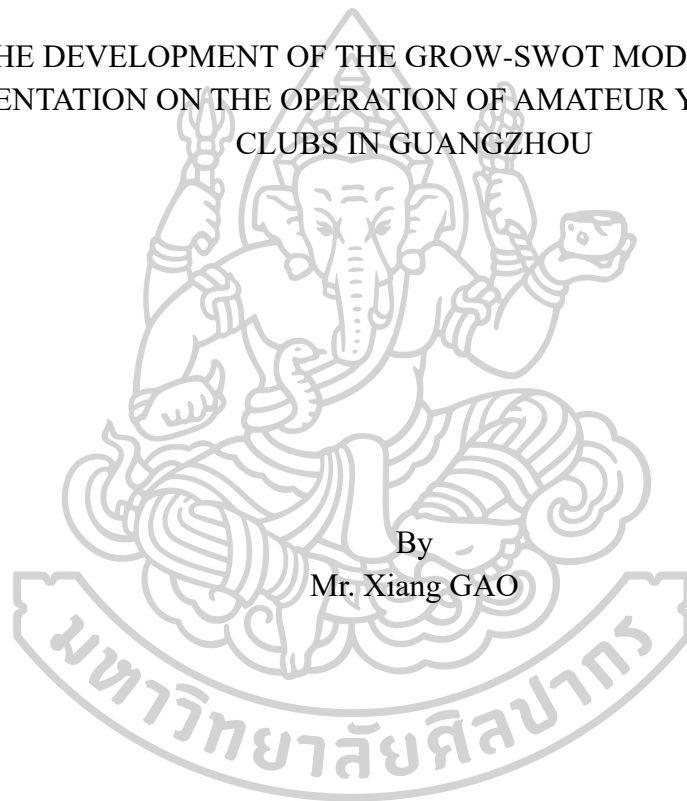 HE DEVELOPMENT OF THE GROW-SWOT MOD
ENTATION ON THE OPERATION OF AMATEUR Y
CLUBS IN GUANGZHOU
By
Mr. Xiang GAO
มหาวิทยาลัยศิลปากร